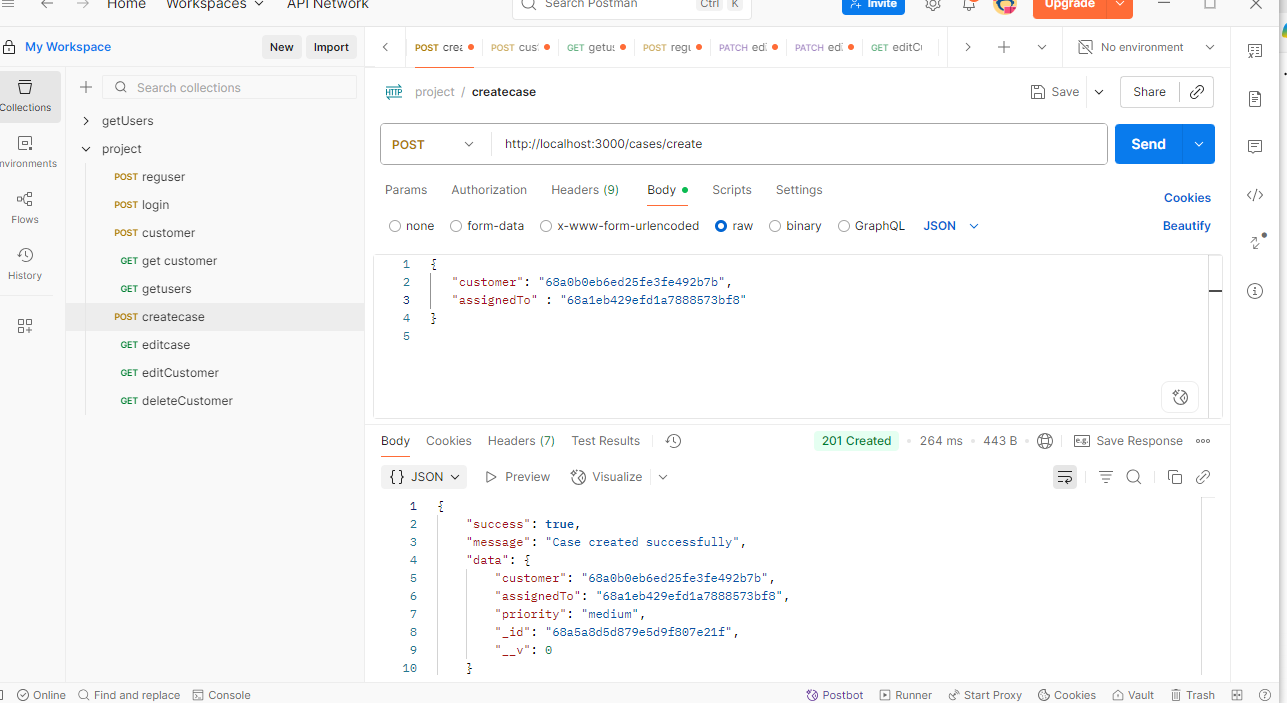 Home Workspaces API Network Search Postman Ctrl K Invite Upgrade
My Workspace New Import POST crea POST cus GET getus POST regu PATCH edi PATCH edi GET editCu No environment
Collections Search collections project / createcase Save Share
getUsers
project POST http://localhost:3000/cases/create Send
nvironments
POST reguser Params Authorization Headers (9) Body Scripts Settings Cookies
POST login
Flows
POST customer none form-data x-www-form-urlencoded raw binary GraphQL JSON Beautify
GET get customer 1 {
History
GET getusers 2 "customer": "68a0b0eb6ed25fe3fe492b7b",
3 "assignedTo" : "68a1eb429efd1a7888573bf8"
POST createcase 4 }
5
GET editcase
GET editCustomer
GET deleteCustomer
Body Cookies Headers (7) Test Results 201 Created 264 ms 443 B e.g. Save Response
{} JSON Preview Visualize
1 {
2 "success": true,
3 "message": "Case created successfully",
4 "data": {
5 "customer": "68a0b0eb6ed25fe3fe492b7b",
6 "assignedTo": "68a1eb429efd1a7888573bf8",
7 "priority": "medium",
8 "_id": "68a5a8d5d879e5d9f807e21f",
9 "__v": 0
10 }
Online Find and replace Console Postbot Runner Start Proxy Cookies Vault Trash